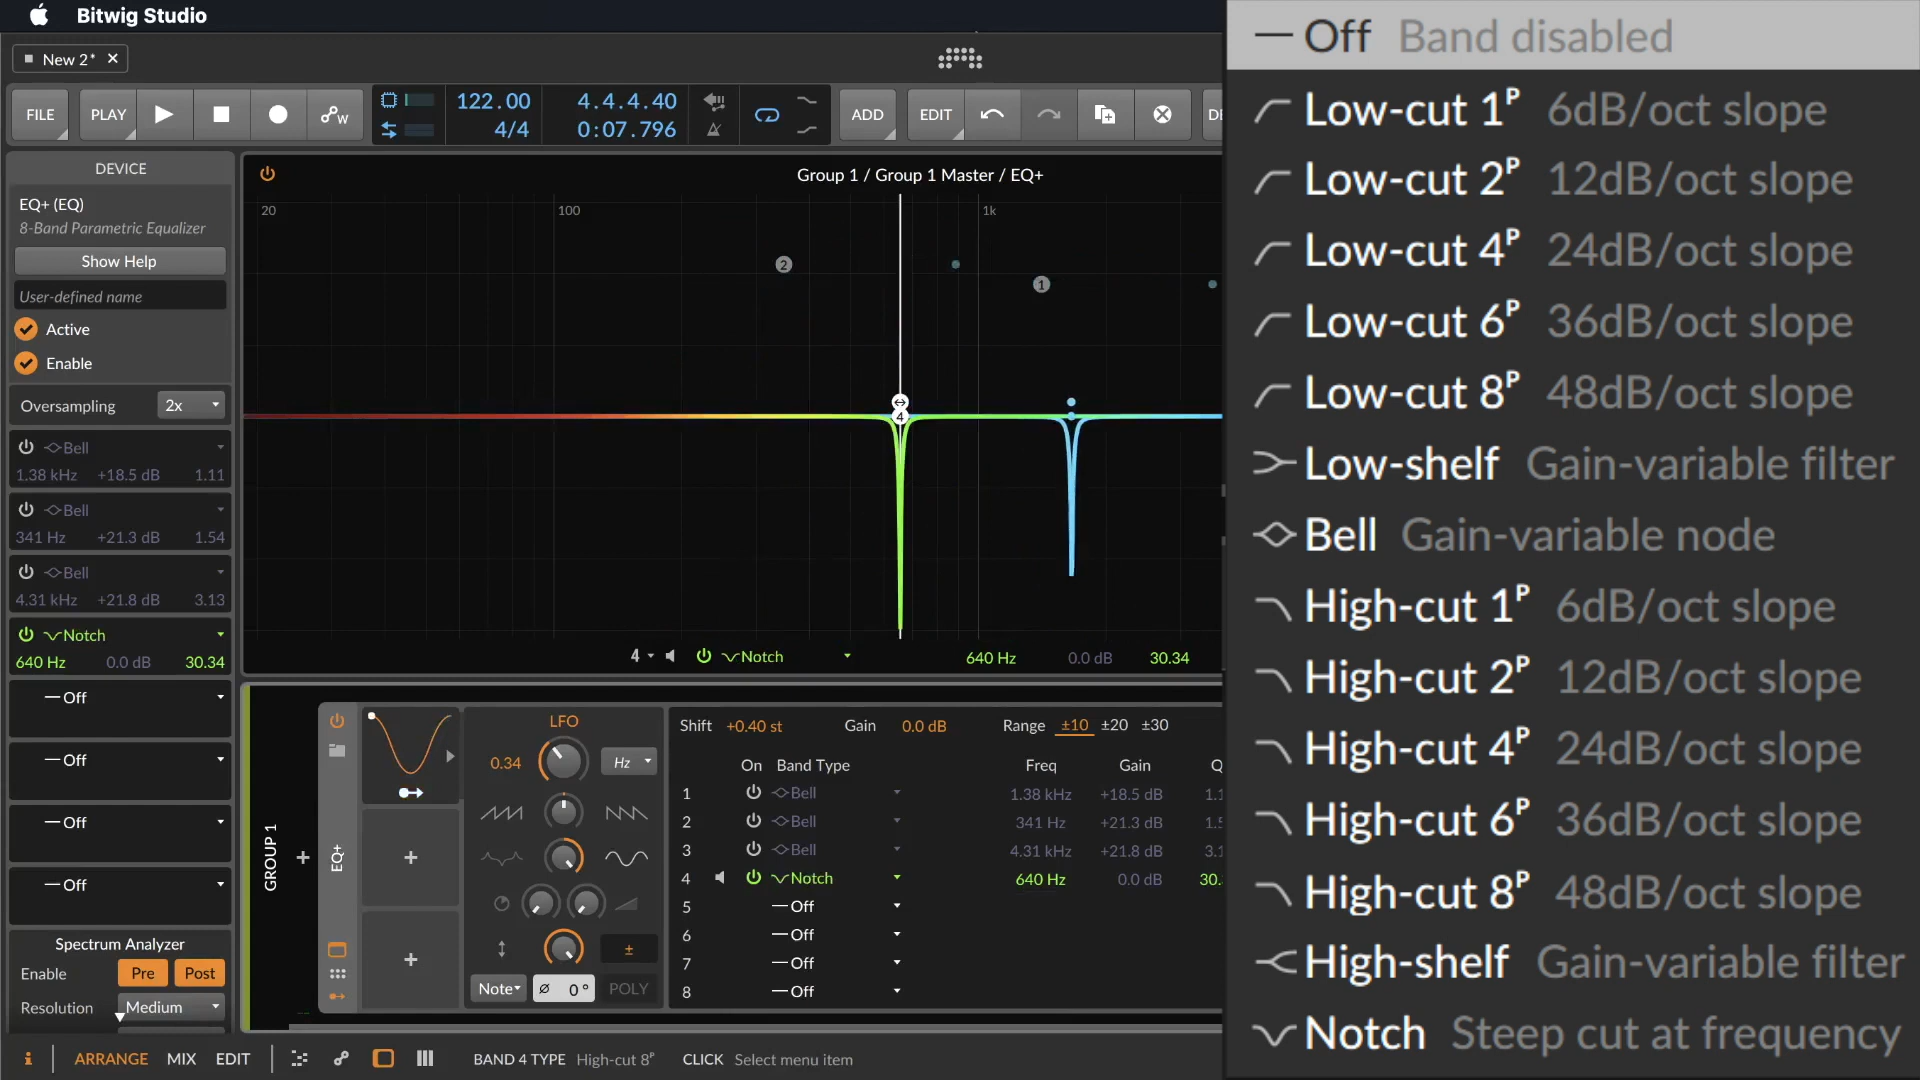 Bitwig Studio
New 2* ×
FILE PLAY W 122.00 4/4 4.4.4.40 0:07.796 ADD EDIT
DEVICE
EQ+ (EQ)
8-Band Parametric Equalizer
Show Help
User-defined name
Active
Enable
Oversampling 2x
Bell
1.38 kHz +18.5 dB 1.11
Bell
341 Hz +21.3 dB 1.54
Bell
4.31 kHz +21.8 dB 3.13
Notch
640 Hz 0.0 dB 30.34
Off
Off
Off
Off
Spectrum Analyzer
Enable Pre Post
Resolution Medium
Group 1 / Group 1 Master / EQ+
20 100 1k
2
1
4
4 Notch 640 Hz 0.0 dB 30.34
GROUP 1
EQ+
LFO
0.34 Hz
±
Note 0° POLY
Shift +0.40 st Gain 0.0 dB Range ±10 ±20 ±30
On Band Type Freq Gain Q
1 Bell 1.38 kHz +18.5 dB
2 Bell 341 Hz +21.3 dB
3 Bell 4.31 kHz +21.8 dB
4 Notch 640 Hz 0.0 dB 30.
5 Off
6 Off
7 Off
8 Off
i ARRANGE MIX EDIT BAND 4 TYPE High-cut 8ᴾ CLICK Select menu item
Off Band disabled
Low-cut 1ᴾ 6dB/oct slope
Low-cut 2ᴾ 12dB/oct slope
Low-cut 4ᴾ 24dB/oct slope
Low-cut 6ᴾ 36dB/oct slope
Low-cut 8ᴾ 48dB/oct slope
Low-shelf Gain-variable filter
Bell Gain-variable node
High-cut 1ᴾ 6dB/oct slope
High-cut 2ᴾ 12dB/oct slope
High-cut 4ᴾ 24dB/oct slope
High-cut 6ᴾ 36dB/oct slope
High-cut 8ᴾ 48dB/oct slope
High-shelf Gain-variable filter
Notch Steep cut at frequency